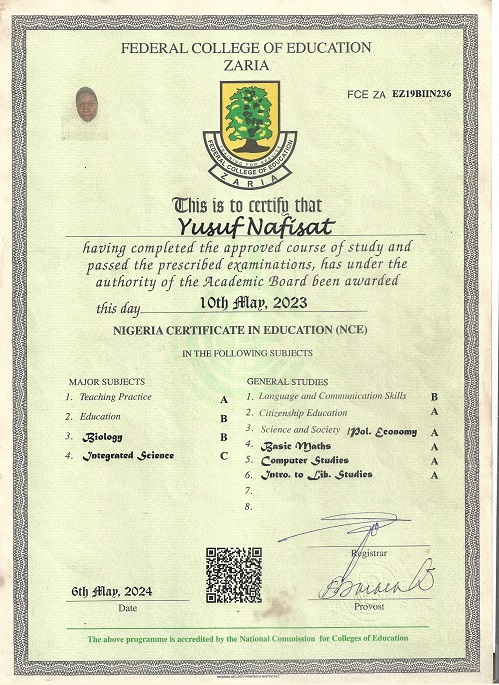 FEDERAL COLLEGE OF EDUCATION
ZARIA
FCE ZA EZ19BIIN236
FEDERAL COLLEGE OF EDUCATION
ZARIA
This is to certify that
Yusuf Nafisat
having completed the approved course of study and
passed the prescribed examinations, has under the
authority of the Academic Board been awarded
this day 10th May, 2023
NIGERIA CERTIFICATE IN EDUCATION (NCE)
IN THE FOLLOWING SUBJECTS
MAJOR SUBJECTS
1. Teaching Practice A
2. Education B
3. Biology B
4. Integrated Science C
GENERAL STUDIES
1. Language and Communication Skills B
2. Citizenship Education A
3. Science and Society /Pol. Economy A
4. Basic Maths A
5. Computer Studies A
6. Intro. to Lib. Studies A
7.
8.
Registrar
6th May, 2024
Date
Provost
The above programme is accredited by the National Commission for Colleges of Education